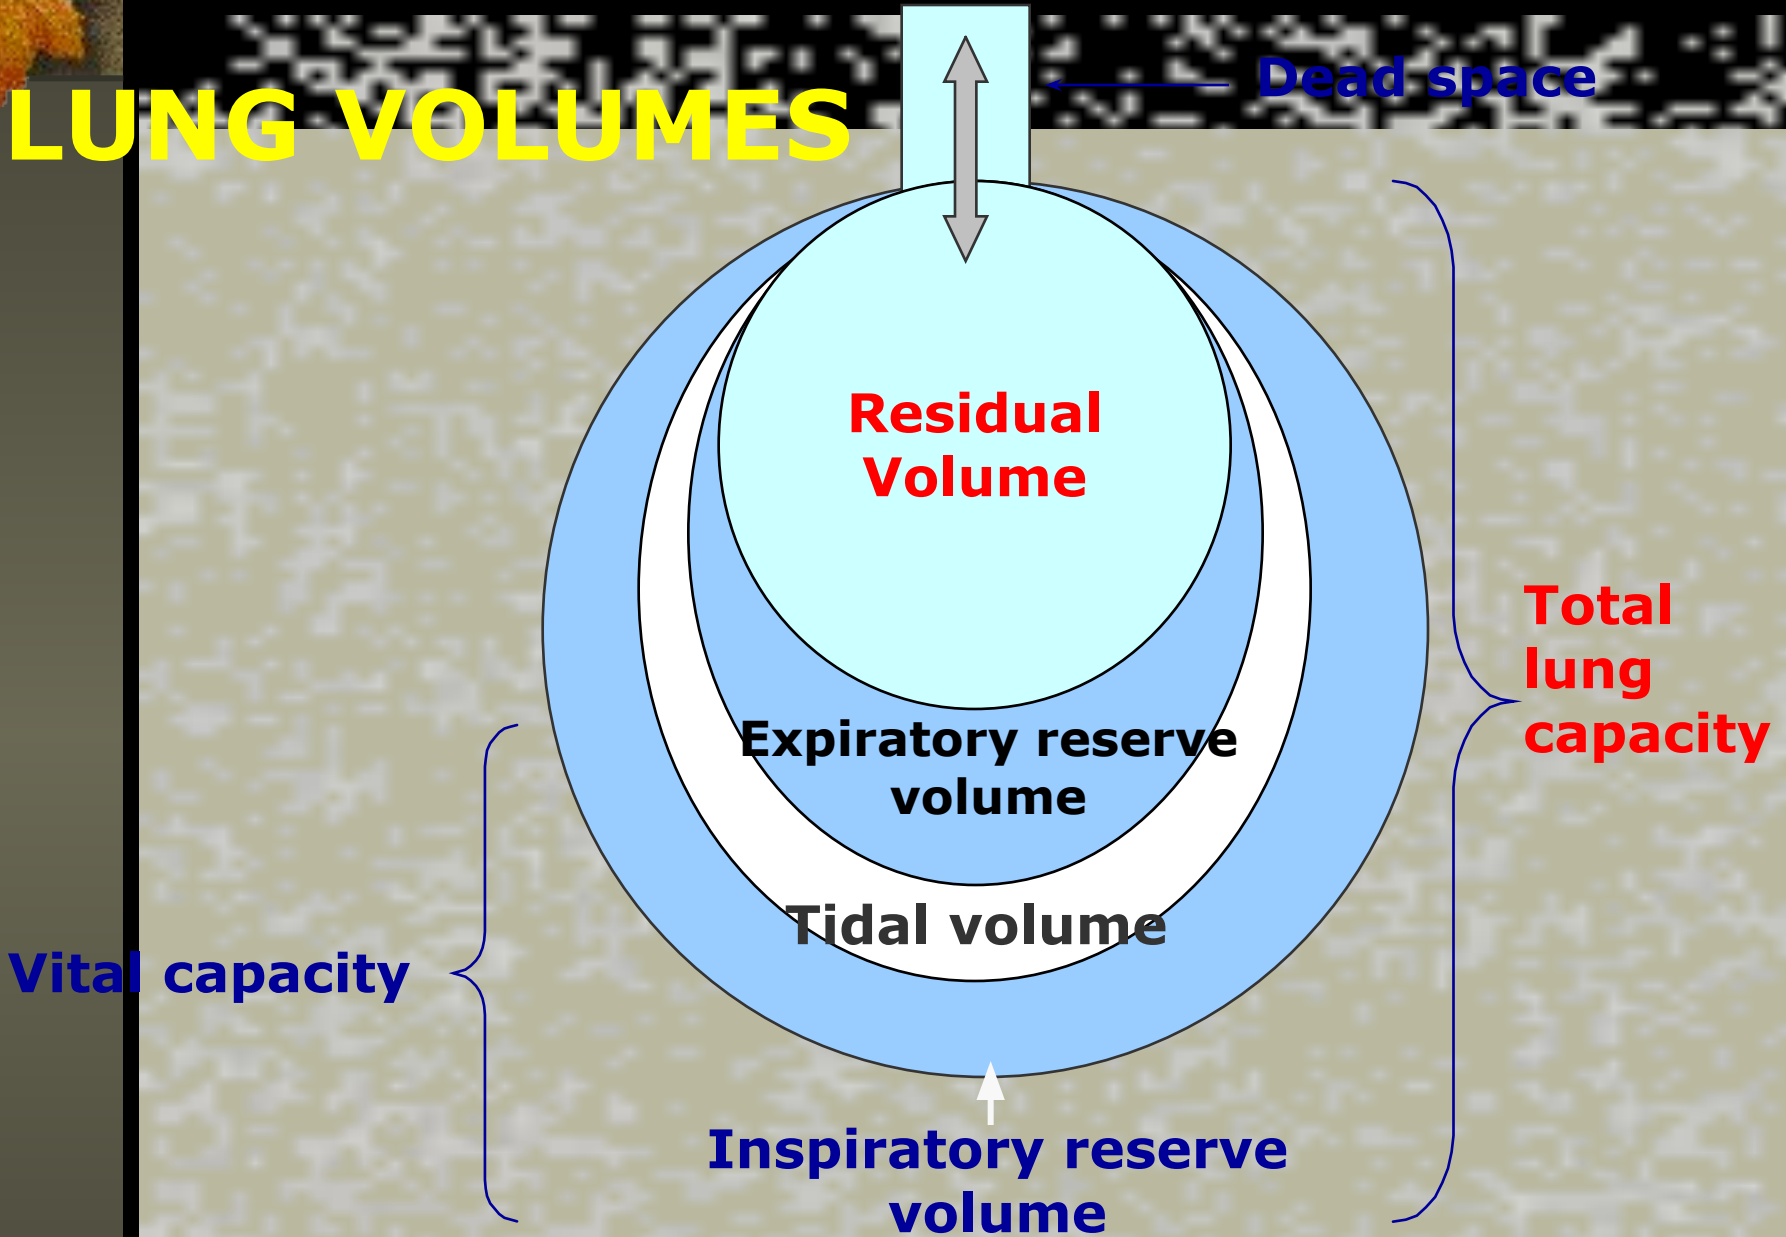 Dead space
LUNG VOLUMES
Residual
Volume
Total
lung
capacity
Expiratory reserve
volume
Tidal volume
Vital capacity
Inspiratory reserve
volume